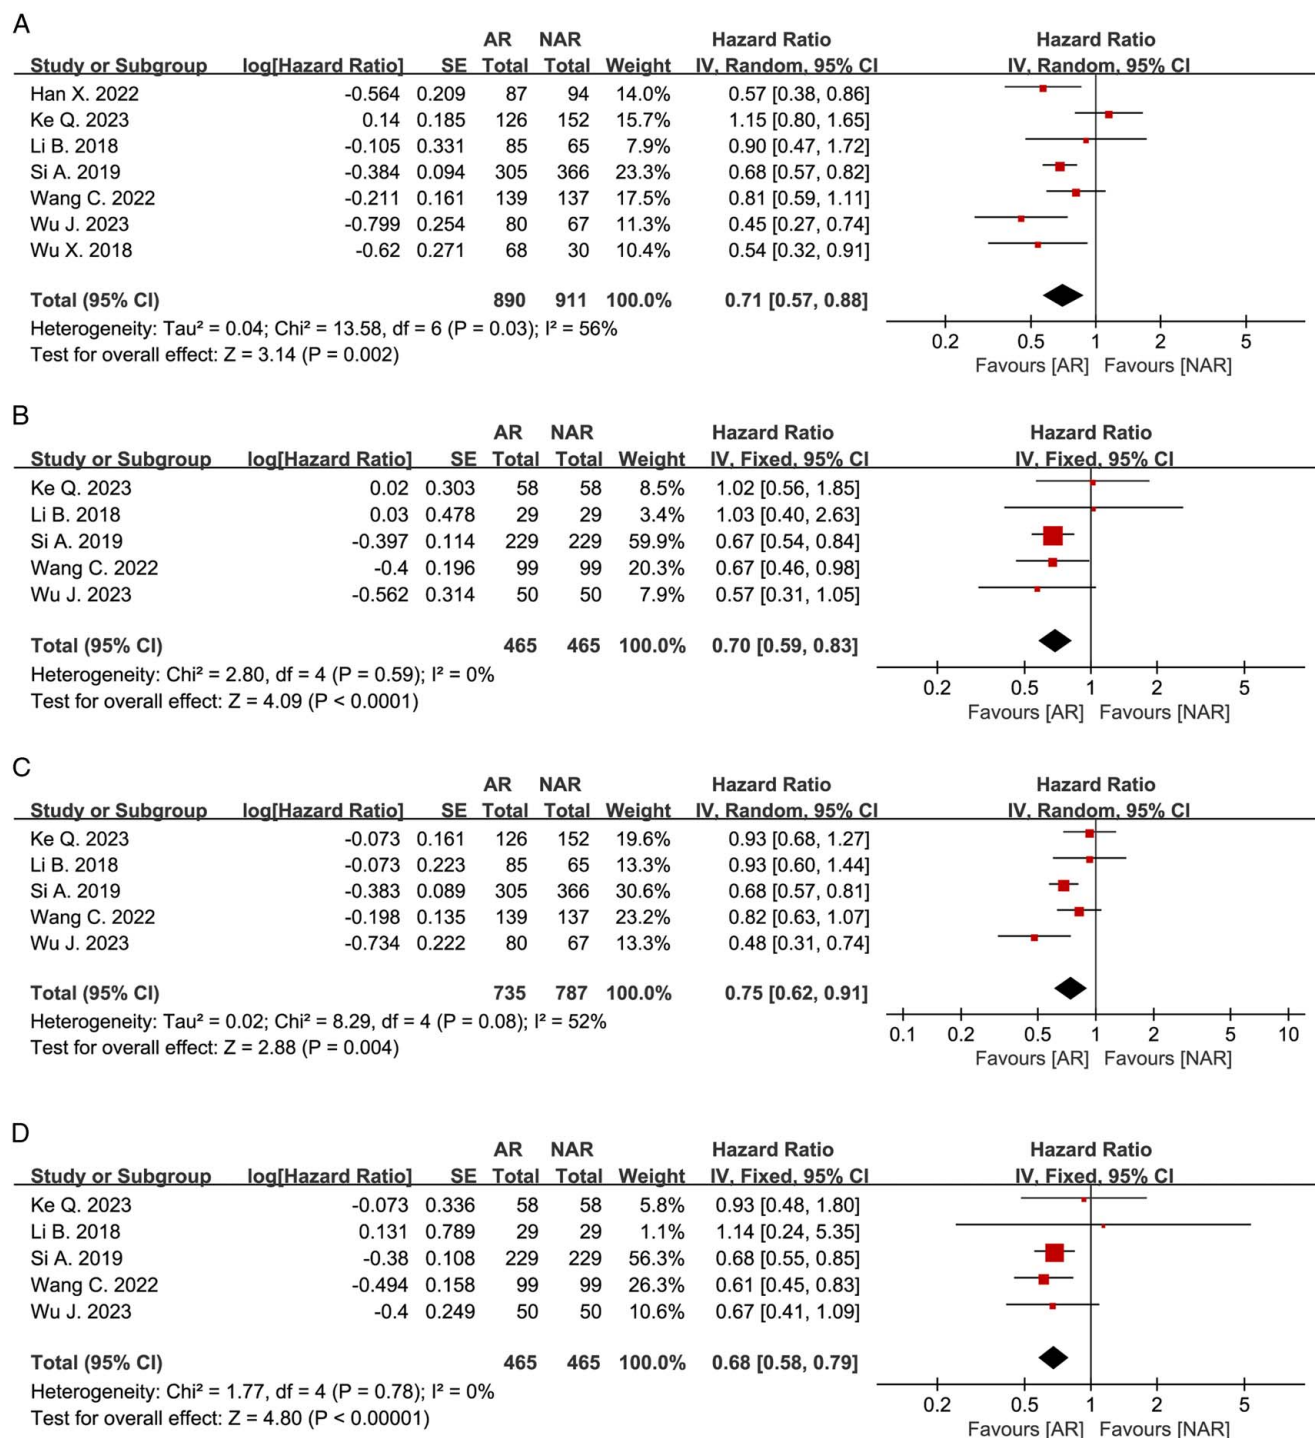 A
AR NAR Hazard Ratio Hazard Ratio
Study or Subgroup log[Hazard Ratio] SE Total Total Weight IV, Random, 95% CI IV, Random, 95% CI
Han X. 2022 -0.564 0.209 87 94 14.0% 0.57 [0.38, 0.86]
Ke Q. 2023 0.14 0.185 126 152 15.7% 1.15 [0.80, 1.65]
Li B. 2018 -0.105 0.331 85 65 7.9% 0.90 [0.47, 1.72]
Si A. 2019 -0.384 0.094 305 366 23.3% 0.68 [0.57, 0.82]
Wang C. 2022 -0.211 0.161 139 137 17.5% 0.81 [0.59, 1.11]
Wu J. 2023 -0.799 0.254 80 67 11.3% 0.45 [0.27, 0.74]
Wu X. 2018 -0.62 0.271 68 30 10.4% 0.54 [0.32, 0.91]
Total (95% CI) 890 911 100.0% 0.71 [0.57, 0.88]
Heterogeneity: Tau² = 0.04; Chi² = 13.58, df = 6 (P = 0.03); I² = 56%
Test for overall effect: Z = 3.14 (P = 0.002)
0.2 0.5 1 2 5
Favours [AR] Favours [NAR]
B
AR NAR Hazard Ratio Hazard Ratio
Study or Subgroup log[Hazard Ratio] SE Total Total Weight IV, Fixed, 95% CI IV, Fixed, 95% CI
Ke Q. 2023 0.02 0.303 58 58 8.5% 1.02 [0.56, 1.85]
Li B. 2018 0.03 0.478 29 29 3.4% 1.03 [0.40, 2.63]
Si A. 2019 -0.397 0.114 229 229 59.9% 0.67 [0.54, 0.84]
Wang C. 2022 -0.4 0.196 99 99 20.3% 0.67 [0.46, 0.98]
Wu J. 2023 -0.562 0.314 50 50 7.9% 0.57 [0.31, 1.05]
Total (95% CI) 465 465 100.0% 0.70 [0.59, 0.83]
Heterogeneity: Chi² = 2.80, df = 4 (P = 0.59); I² = 0%
Test for overall effect: Z = 4.09 (P < 0.0001)
0.2 0.5 1 2 5
Favours [AR] Favours [NAR]
C
AR NAR Hazard Ratio Hazard Ratio
Study or Subgroup log[Hazard Ratio] SE Total Total Weight IV, Random, 95% CI IV, Random, 95% CI
Ke Q. 2023 -0.073 0.161 126 152 19.6% 0.93 [0.68, 1.27]
Li B. 2018 -0.073 0.223 85 65 13.3% 0.93 [0.60, 1.44]
Si A. 2019 -0.383 0.089 305 366 30.6% 0.68 [0.57, 0.81]
Wang C. 2022 -0.198 0.135 139 137 23.2% 0.82 [0.63, 1.07]
Wu J. 2023 -0.734 0.222 80 67 13.3% 0.48 [0.31, 0.74]
Total (95% CI) 735 787 100.0% 0.75 [0.62, 0.91]
Heterogeneity: Tau² = 0.02; Chi² = 8.29, df = 4 (P = 0.08); I² = 52%
Test for overall effect: Z = 2.88 (P = 0.004)
0.1 0.2 0.5 1 2 5 10
Favours [AR] Favours [NAR]
D
AR NAR Hazard Ratio Hazard Ratio
Study or Subgroup log[Hazard Ratio] SE Total Total Weight IV, Fixed, 95% CI IV, Fixed, 95% CI
Ke Q. 2023 -0.073 0.336 58 58 5.8% 0.93 [0.48, 1.80]
Li B. 2018 0.131 0.789 29 29 1.1% 1.14 [0.24, 5.35]
Si A. 2019 -0.38 0.108 229 229 56.3% 0.68 [0.55, 0.85]
Wang C. 2022 -0.494 0.158 99 99 26.3% 0.61 [0.45, 0.83]
Wu J. 2023 -0.4 0.249 50 50 10.6% 0.67 [0.41, 1.09]
Total (95% CI) 465 465 100.0% 0.68 [0.58, 0.79]
Heterogeneity: Chi² = 1.77, df = 4 (P = 0.78); I² = 0%
Test for overall effect: Z = 4.80 (P < 0.00001)
0.2 0.5 1 2 5
Favours [AR] Favours [NAR]